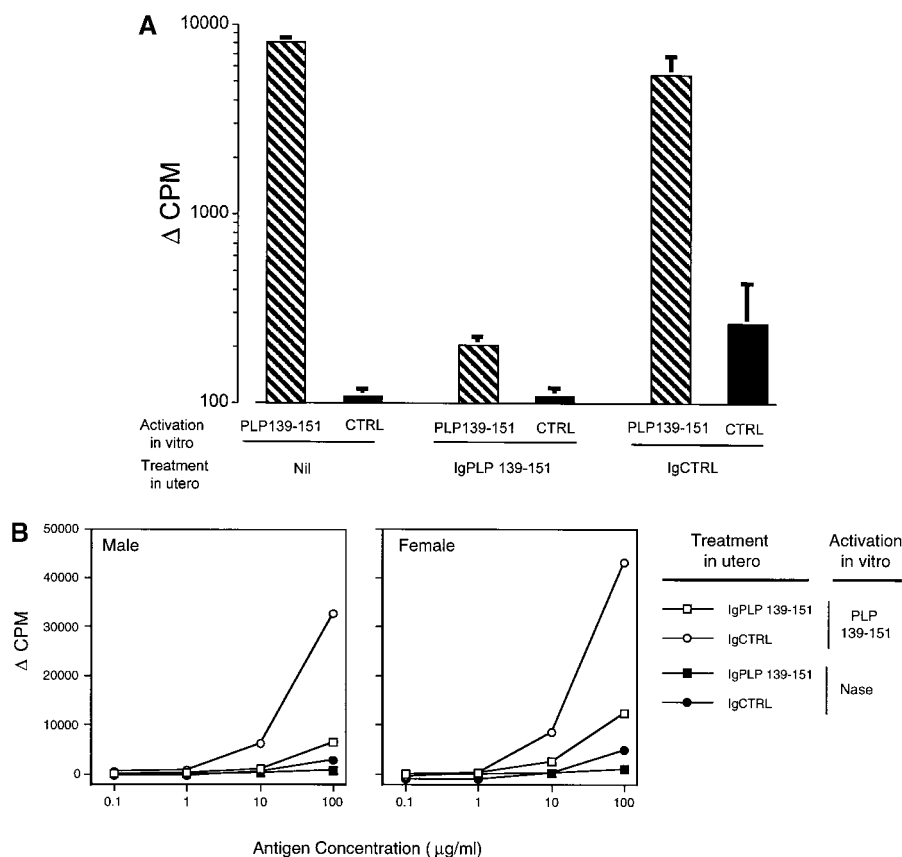 A
10000
1000
100
Δ CPM
Activation in vitro
PLP139-151 CTRL PLP139-151 CTRL PLP139-151 CTRL
Treatment in utero
Nil IgPLP 139-151 IgCTRL
B
50000
40000
30000
20000
10000
0
Δ CPM
Male
0.1 1 10 100
Female
0.1 1 10 100
Antigen Concentration ( μg/ml)
Treatment in utero
Activation in vitro
IgPLP 139-151
IgCTRL
PLP 139-151
IgPLP 139-151
IgCTRL
Nase